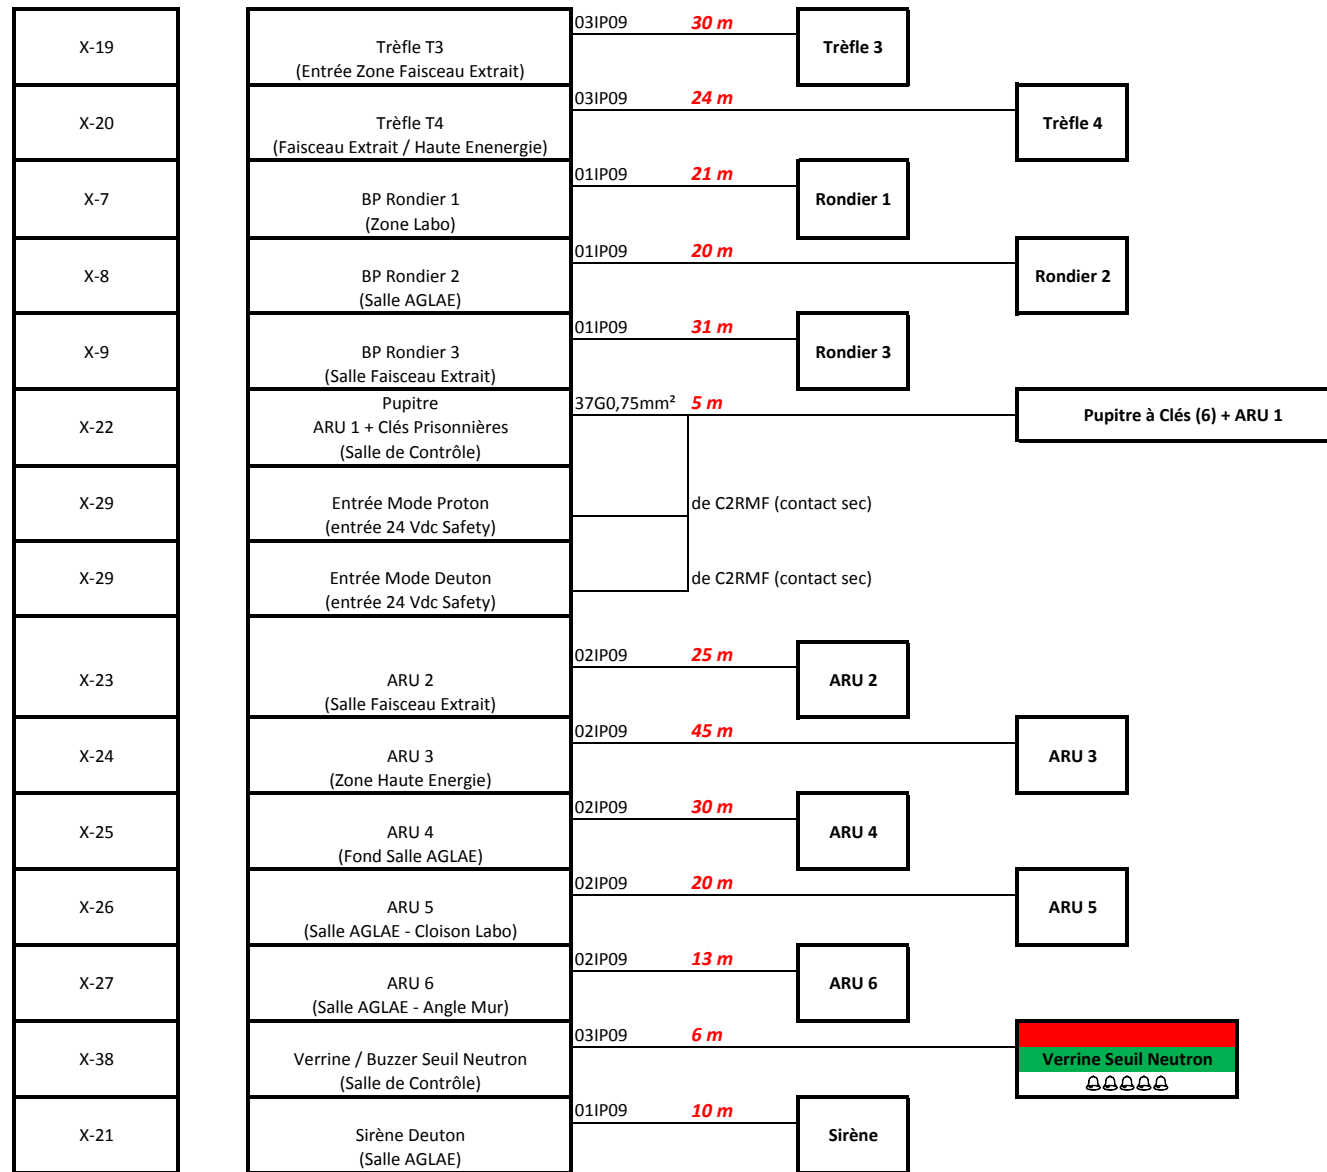 03IP09 30 m
X-19 Trèfle T3 Trèfle 3
(Entrée Zone Faisceau Extrait)
03IP09 24 m
X-20 Trèfle T4 Trèfle 4
(Faisceau Extrait / Haute Enenergie)
01IP09 21 m
X-7 BP Rondier 1 Rondier 1
(Zone Labo)
01IP09 20 m
X-8 BP Rondier 2 Rondier 2
(Salle AGLAE)
01IP09 31 m
X-9 BP Rondier 3 Rondier 3
(Salle Faisceau Extrait)
Pupitre 37G0,75mm² 5 m Pupitre à Clés (6) + ARU 1
X-22 ARU 1 + Clés Prisonnières
(Salle de Contrôle)
X-29 Entrée Mode Proton de C2RMF (contact sec)
(entrée 24 Vdc Safety)
X-29 Entrée Mode Deuton de C2RMF (contact sec)
(entrée 24 Vdc Safety)
02IP09 25 m
X-23 ARU 2 ARU 2
(Salle Faisceau Extrait)
02IP09 45 m
X-24 ARU 3 ARU 3
(Zone Haute Energie)
02IP09 30 m
X-25 ARU 4 ARU 4
(Fond Salle AGLAE)
02IP09 20 m
X-26 ARU 5 ARU 5
(Salle AGLAE - Cloison Labo)
02IP09 13 m
X-27 ARU 6 ARU 6
(Salle AGLAE - Angle Mur)
03IP09 6 m
X-38 Verrine / Buzzer Seuil Neutron Verrine Seuil Neutron
(Salle de Contrôle)
01IP09 10 m
X-21 Sirène Deuton Sirène
(Salle AGLAE)